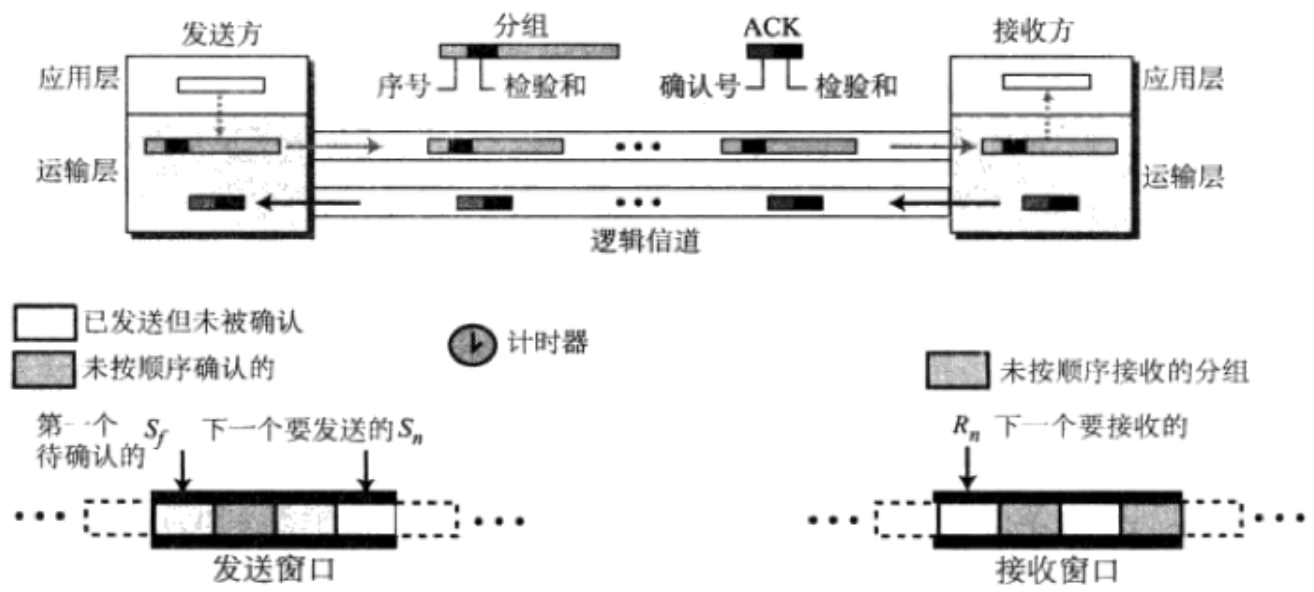 发送方
分组
ACK
接收方
应用层
序号
检验和
确认号
检验和
应用层
运输层
运输层
逻辑信道
已发送但未被确认
计时器
未按顺序确认的
未按顺序接收的分组
第一个
待确认的
Sf
下一个要发送的Sn
Rn 下一个要接收的
发送窗口
接收窗口